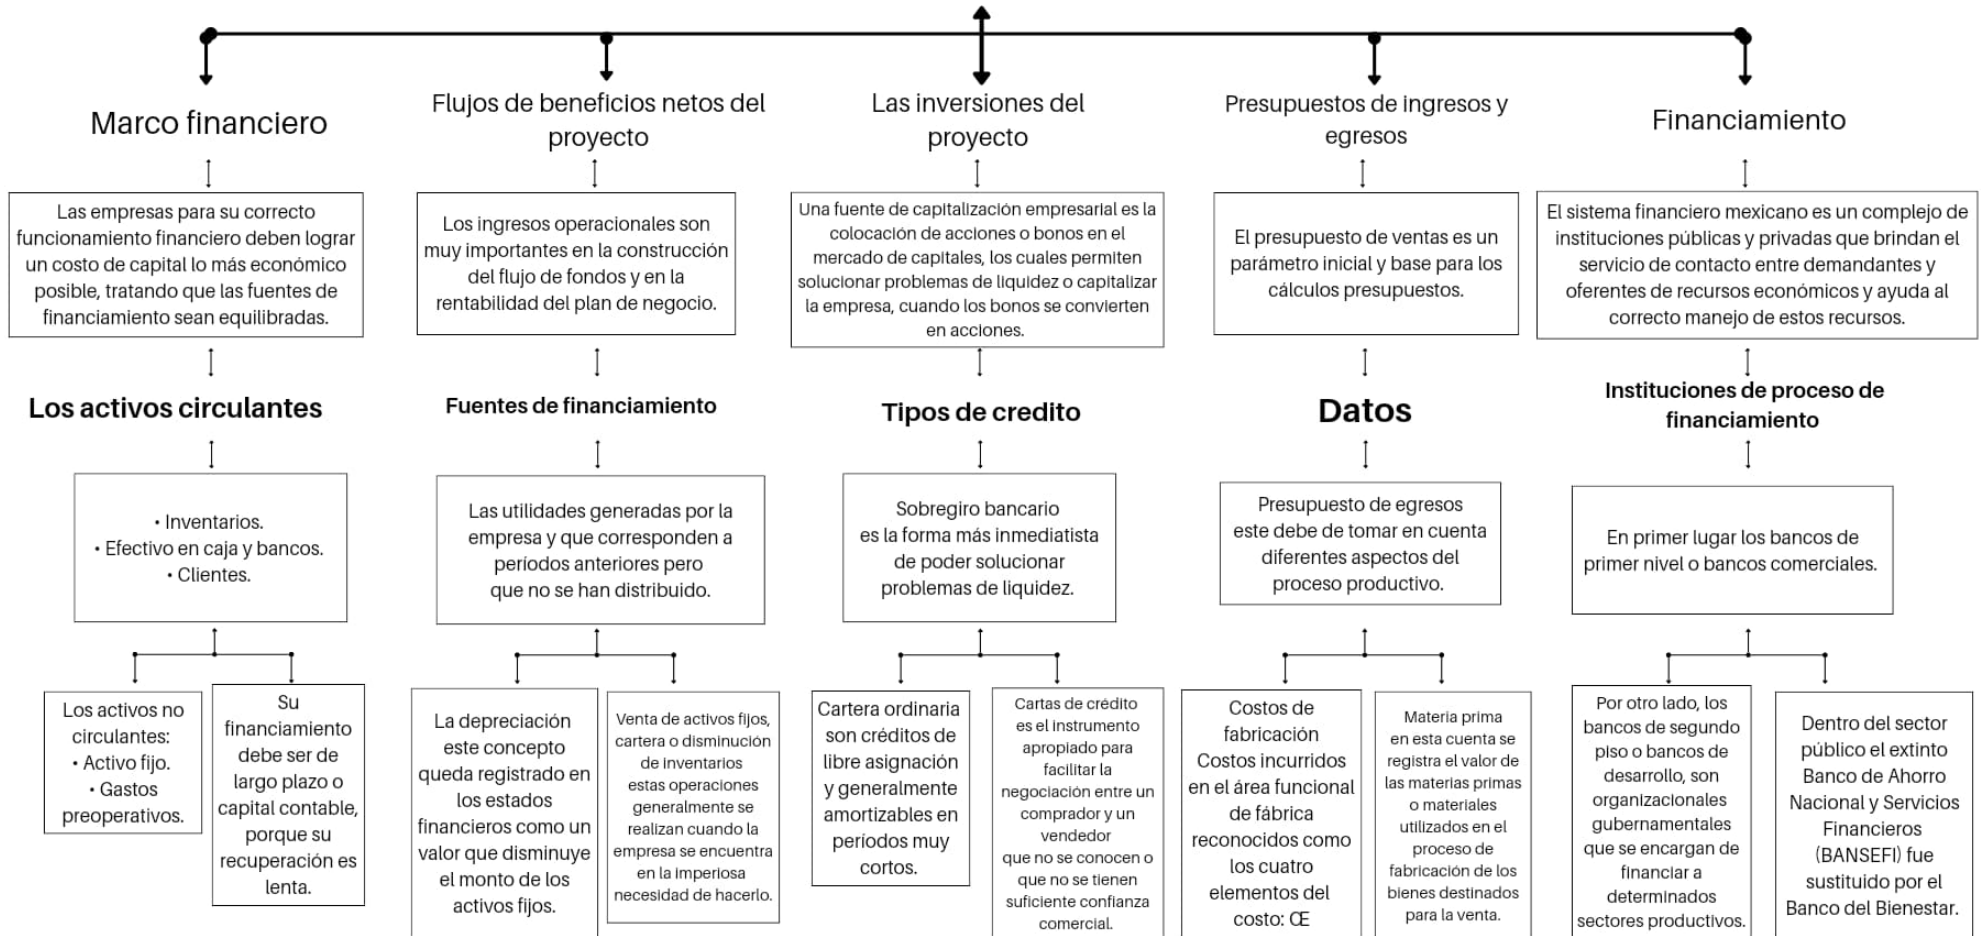 Marco financiero
Las empresas para su correcto
funcionamiento financiero deben lograr
un costo de capital lo más económico
posible, tratando que las fuentes de
financiamiento sean equilibradas.
Los activos circulantes
• Inventarios.
• Efectivo en caja y bancos.
• Clientes.
Los activos no
circulantes:
• Activo fijo.
• Gastos
preoperativos.
Su
financiamiento
debe ser de
largo plazo o
capital contable,
porque su
recuperación es
lenta.
Flujos de beneficios netos del
proyecto
Los ingresos operacionales son
muy importantes en la construcción
del flujo de fondos y en la
rentabilidad del plan de negocio.
Fuentes de financiamiento
Las utilidades generadas por la
empresa y que corresponden a
períodos anteriores pero
que no se han distribuido.
La depreciación
este concepto
queda registrado en
los estados
financieros como un
valor que disminuye
el monto de los
activos fijos.
Venta de activos fijos,
cartera o disminución
de inventarios
estas operaciones
generalmente se
realizan cuando la
empresa se encuentra
en la imperiosa
necesidad de hacerlo.
Las inversiones del
proyecto
Una fuente de capitalización empresarial es la
colocación de acciones o bonos en el
mercado de capitales, los cuales permiten
solucionar problemas de liquidez o capitalizar
la empresa, cuando los bonos se convierten
en acciones.
Tipos de credito
Sobregiro bancario
es la forma más inmediatista
de poder solucionar
problemas de liquidez.
Cartera ordinaria
son créditos de
libre asignación
y generalmente
amortizables en
períodos muy
cortos.
Cartas de crédito
es el instrumento
apropiado para
facilitar la
negociación entre un
comprador y un
vendedor
que no se conocen o
que no se tienen
suficiente confianza
comercial.
Presupuestos de ingresos y
egresos
El presupuesto de ventas es un
parámetro inicial y base para los
cálculos presupuestos.
Datos
Presupuesto de egresos
este debe de tomar en cuenta
diferentes aspectos del
proceso productivo.
Costos de
fabricación
Costos incurridos
en el área funcional
de fábrica
reconocidos como
los cuatro
elementos del
costo: Œ
Materia prima
en esta cuenta se
registra el valor de
las materias primas
o materiales
utilizados en el
proceso de
fabricación de los
bienes destinados
para la venta.
Financiamiento
El sistema financiero mexicano es un complejo de
instituciones públicas y privadas que brindan el
servicio de contacto entre demandantes y
oferentes de recursos económicos y ayuda al
correcto manejo de estos recursos.
Instituciones de proceso de
financiamiento
En primer lugar los bancos de
primer nivel o bancos comerciales.
Por otro lado, los
bancos de segundo
piso o bancos de
desarrollo, son
organizacionales
gubernamentales
que se encargan de
financiar a
determinados
sectores productivos.
Dentro del sector
público el extinto
Banco de Ahorro
Nacional y Servicios
Financieros
(BANSEFI) fue
sustituido por el
Banco del Bienestar.